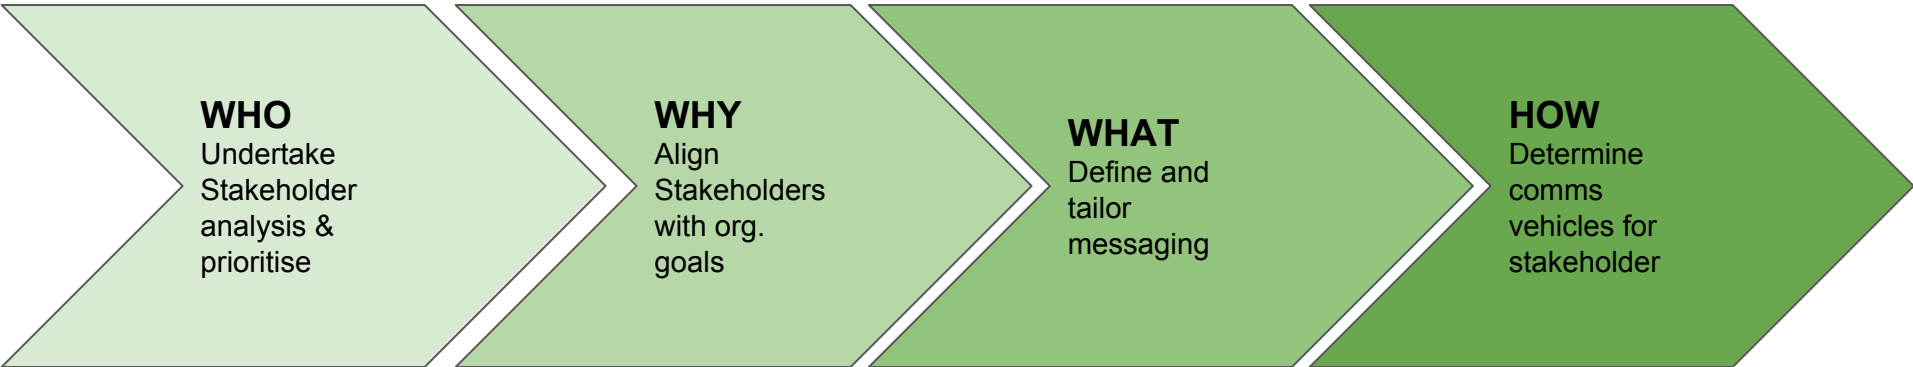 WHO
Undertake
Stakeholder
analysis &
prioritise
WHY
Align
Stakeholders
with org.
goals
WHAT
Define and
tailor
messaging
HOW
Determine
comms
vehicles for
stakeholder